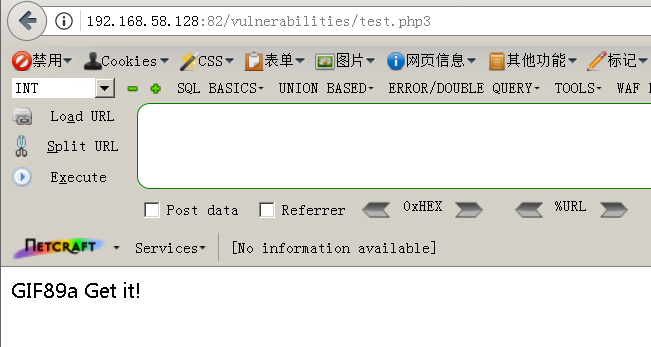 192.168.58.128:82/vulnerabilities/test.php3
禁用 Cookies CSS 表单 图片 网页信息 其他功能 标记
INT SQL BASICS UNION BASED ERROR/DOUBLE QUERY TOOLS WAF
Load URL
Split URL
Execute
Post data Referrer 0xHEX %URL
NETCRAFT Services [No information available]
GIF89a Get it!